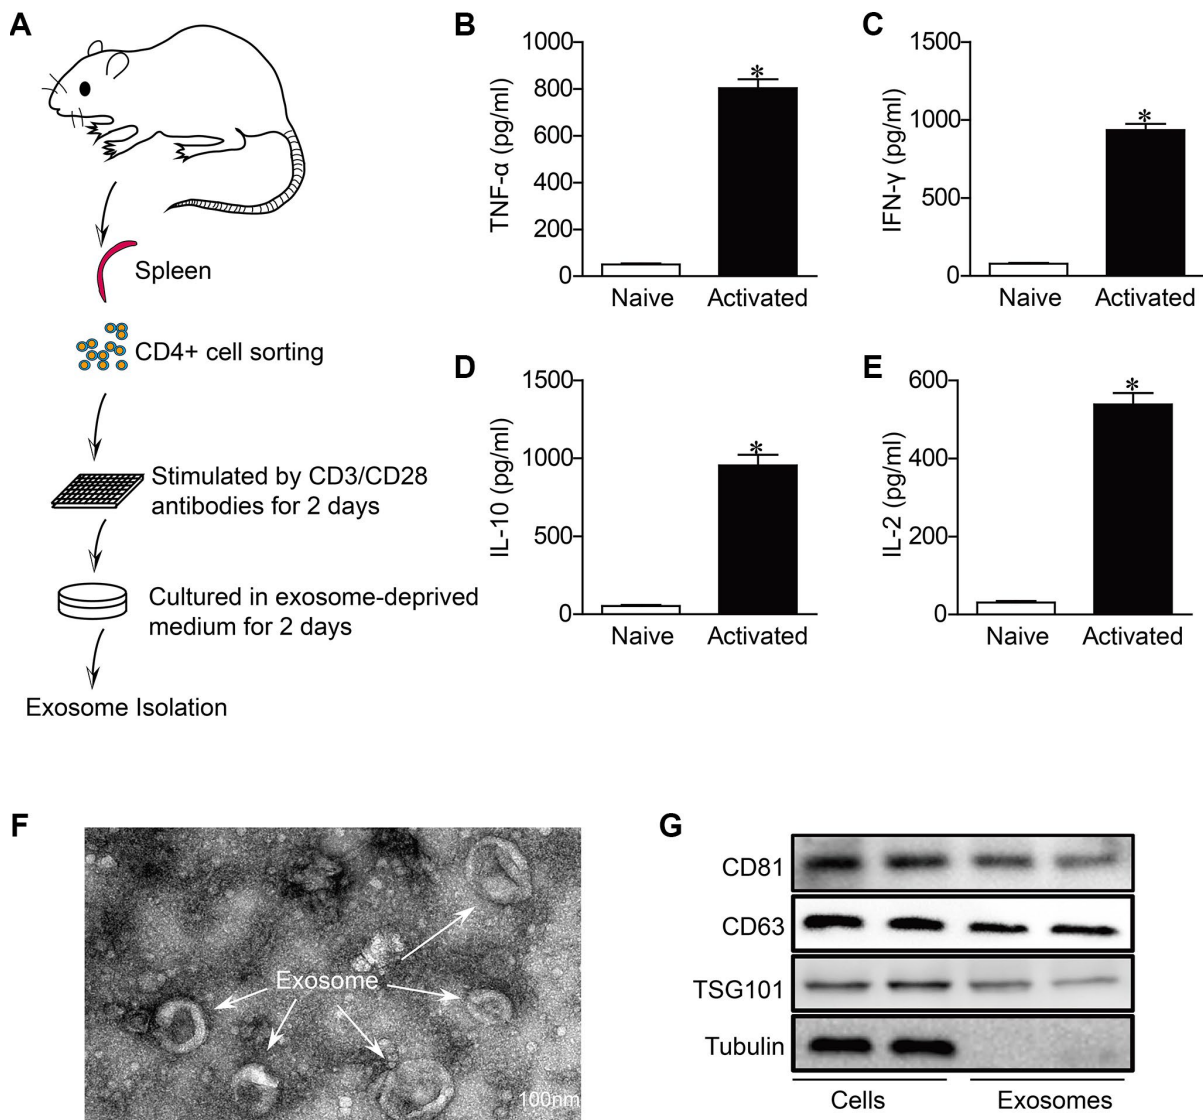 A
Spleen
CD4+ cell sorting
Stimulated by CD3/CD28
antibodies for 2 days
Cultured in exosome-deprived
medium for 2 days
Exosome Isolation
B
TNF-α (pg/ml)
1000
800
600
400
200
0
*
Naive
Activated
C
IFN-γ (pg/ml)
1500
1000
500
0
*
Naive
Activated
D
IL-10 (pg/ml)
1500
1000
500
0
*
Naive
Activated
E
IL-2 (pg/ml)
600
400
200
0
*
Naive
Activated
F
Exosome
100nm
G
CD81
CD63
TSG101
Tubulin
Cells
Exosomes